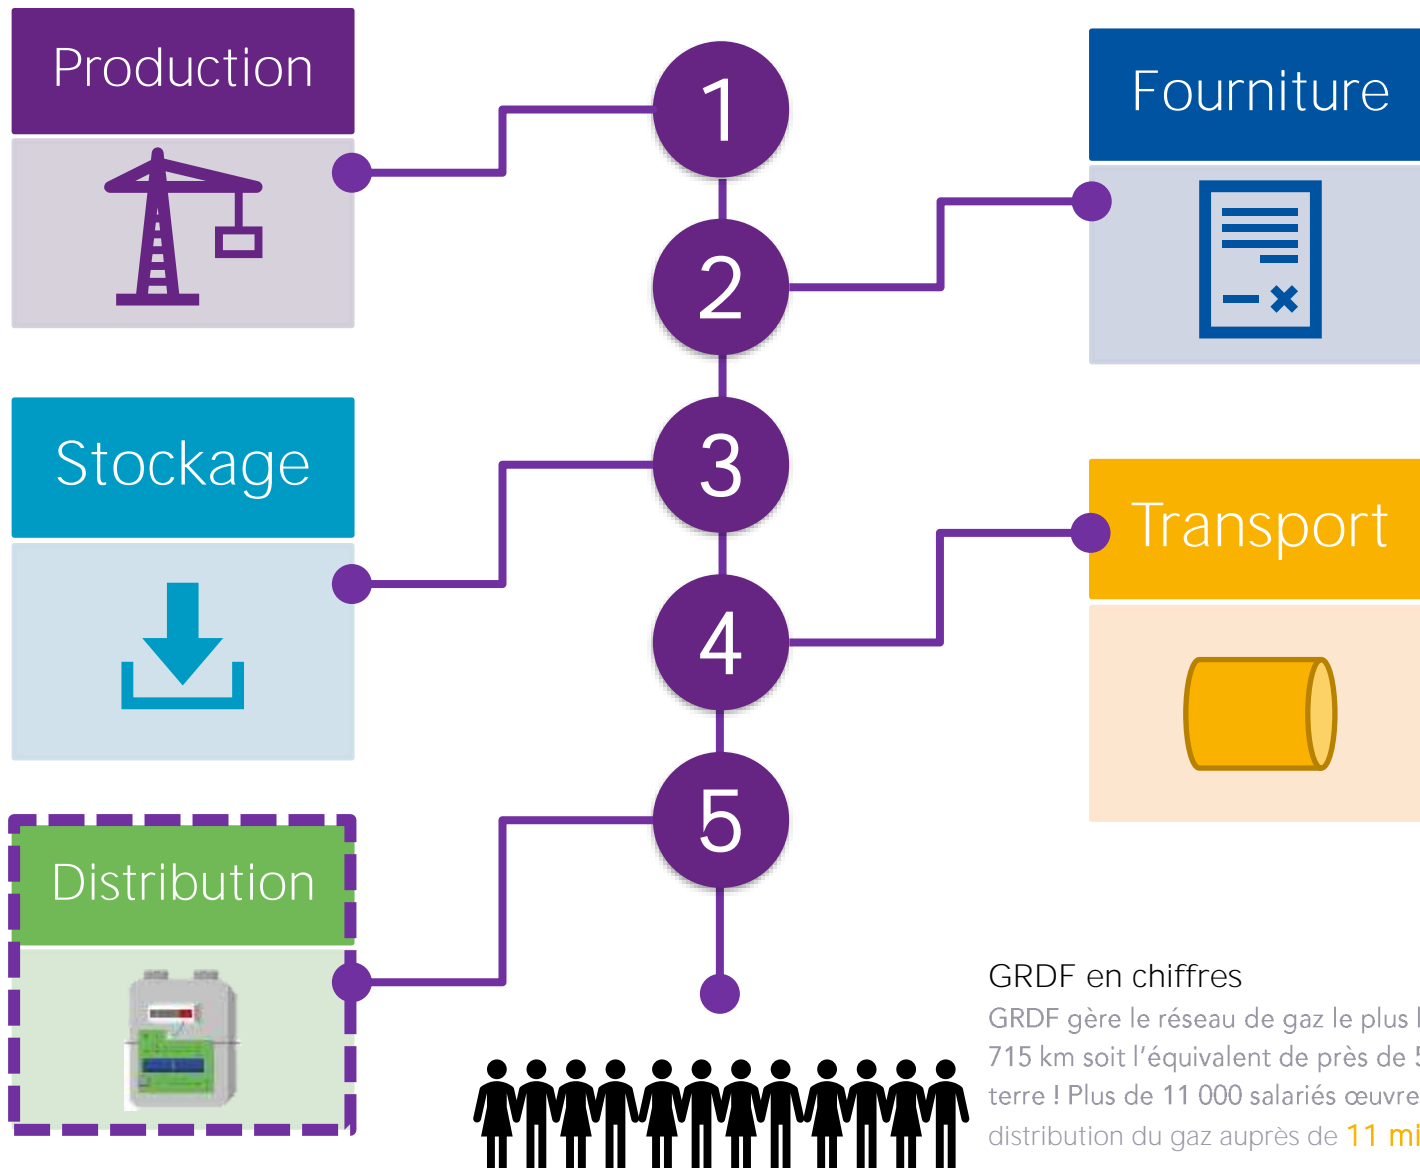 Production
1
Fourniture
2
Stockage
3
Transport
4
5
Distribution
GRDF en chiffres
GRDF gère le réseau de gaz le plus
715 km soit l'équivalent de près de
terre ! Plus de 11 000 salariés œuvre
distribution du gaz auprès de 11 mi